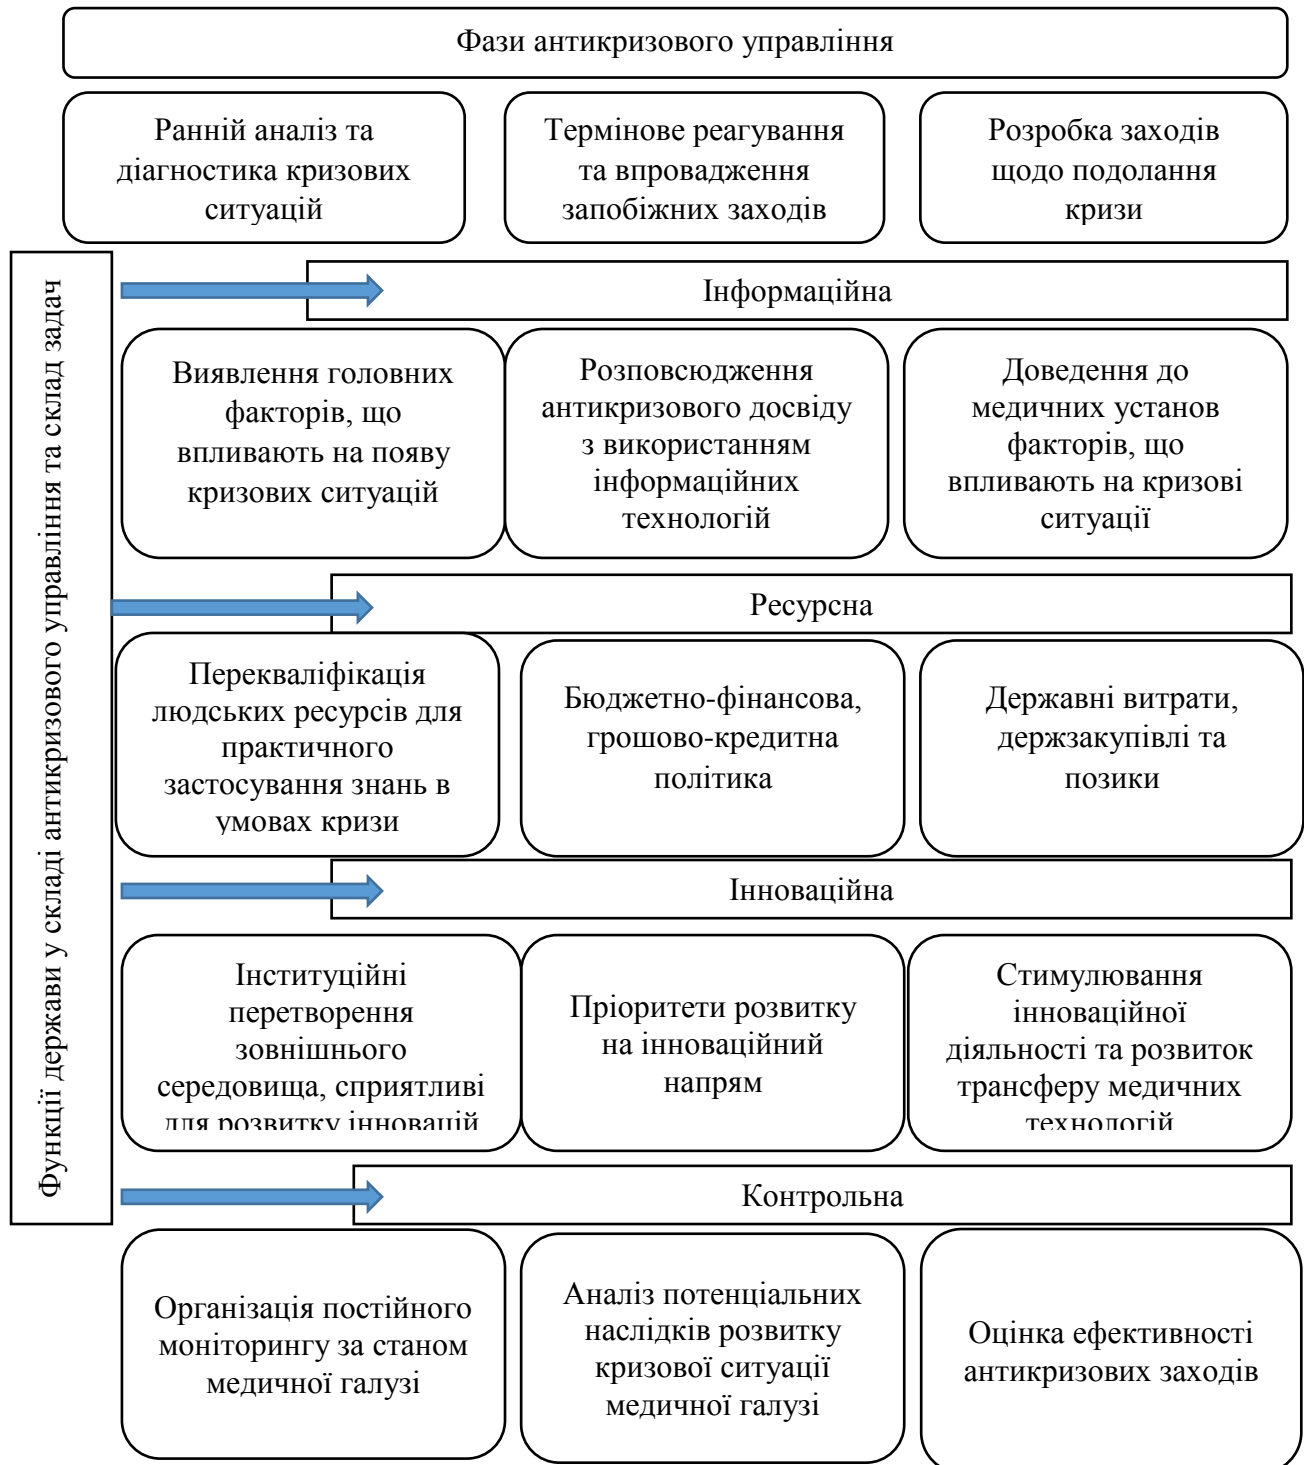 Фази антикризового управління
Ранній аналіз та
діагностика кризових
ситуацій
Термінове реагування
та впровадження
запобіжних заходів
Розробка заходів
щодо подолання
кризи
Функції держави у складі антикризового управління та склад задач
Інформаційна
Виявлення головних
факторів, що
впливають на появу
кризових ситуацій
Розповсюдження
антикризового досвіду
з використанням
інформаційних
технологій
Доведення до
медичних установ
факторів, що
впливають на кризові
ситуації
Ресурсна
Перекваліфікація
людських ресурсів для
практичного
застосування знань в
умовах кризи
Бюджетно-фінансова,
грошово-кредитна
політика
Державні витрати,
держзакупівлі та
позики
Інноваційна
Інституційні
перетворення
зовнішнього
середовища, сприятливі
для розвитку інновацій
Пріоритети розвитку
на інноваційний
напрям
Стимулювання
інноваційної
діяльності та розвиток
трансферу медичних
технологій
Контрольна
Організація постійного
моніторингу за станом
медичної галузі
Аналіз потенціальних
наслідків розвитку
кризової ситуації
медичної галузі
Оцінка ефективності
антикризових заходів